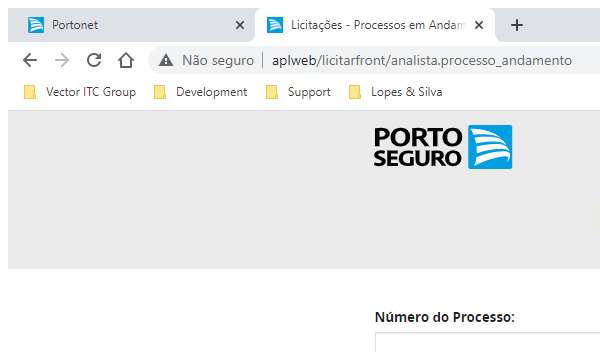 Portonet
Licitações - Processos em Andam
Não seguro | aplweb/licitarfront/analista.processo_andamento
Vector ITC Group
Development
Support
Lopes & Silva
PORTO
SEGURO
Número do Processo: